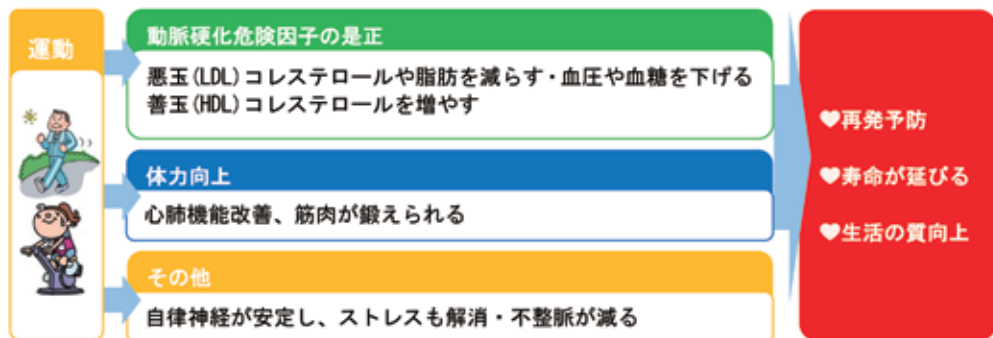 運動
動脈硬化危険因子の是正
悪玉(LDL)コレステロールや脂肪を減らす・血圧や血糖を下げる
善玉(HDL)コレステロールを増やす
体力向上
心肺機能改善、筋肉が鍛えられる
その他
自律神経が安定し、ストレスも解消・不整脈が減る
♥再発予防
♥寿命が延びる
♥生活の質向上